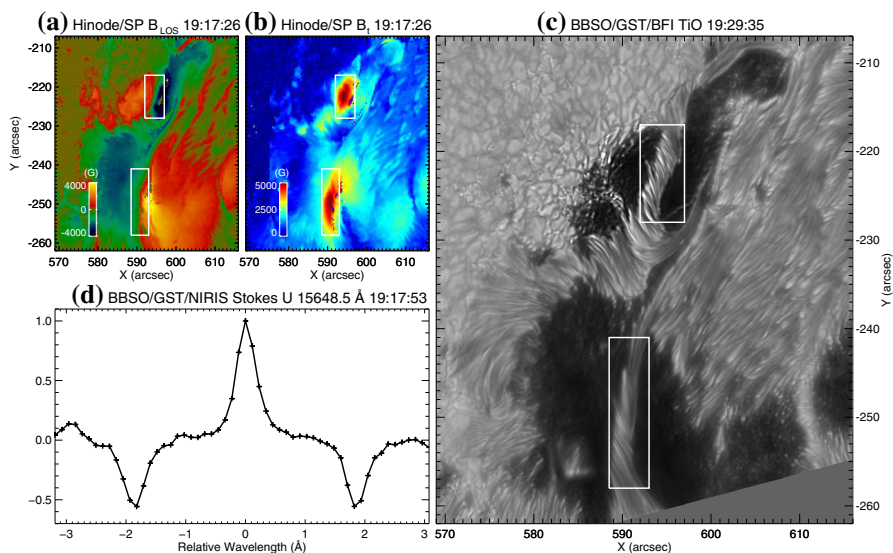 (a) Hinode/SP B_LOS 19:17:26
(b) Hinode/SP B_t 19:17:26
(c) BBSO/GST/BFI TiO 19:29:35
-210
-220
-230
-240
-250
-260
Y (arcsec)
(G)
4000
0
-4000
570 580 590 600 610
X (arcsec)
(G)
5000
2500
0
570 580 590 600 610
X (arcsec)
-210
-220
-230
-240
-250
-260
Y (arcsec)
570 580 590 600 610
X (arcsec)
(d) BBSO/GST/NIRIS Stokes U 15648.5 Å 19:17:53
1.0
0.5
0.0
-0.5
-3 -2 -1 0 1 2 3
Relative Wavelength (Å)